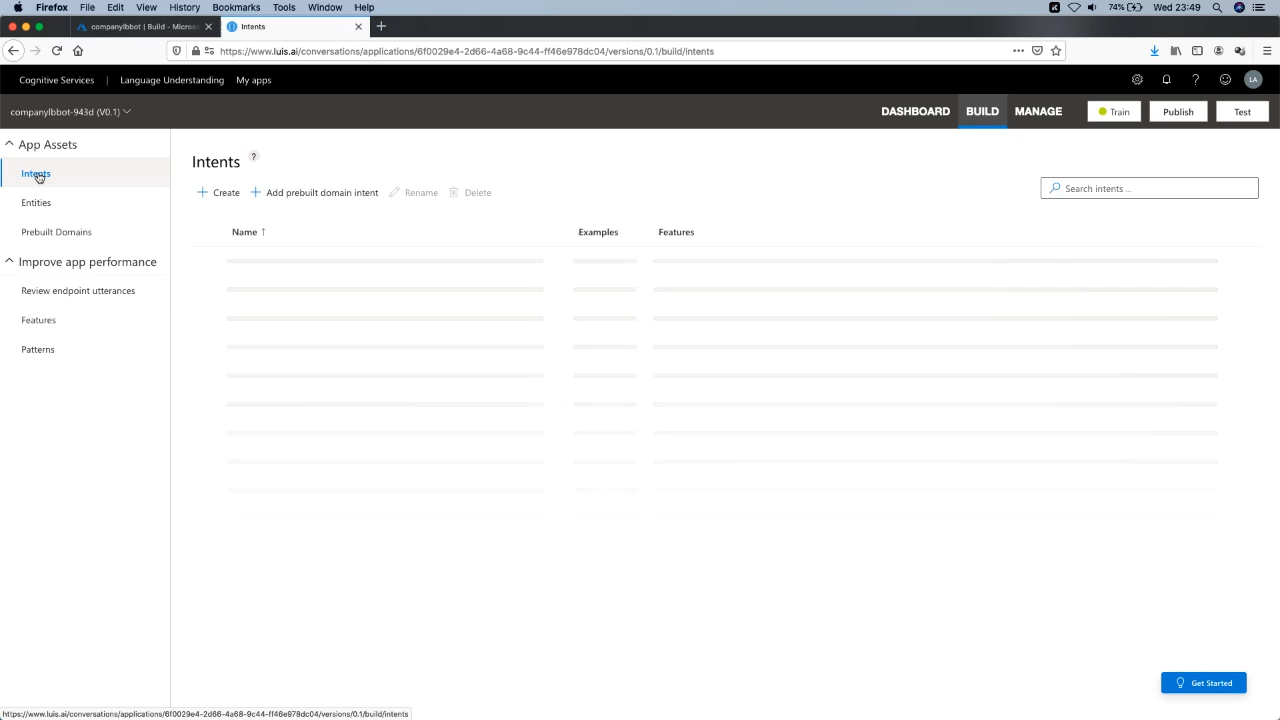 Firefox File Edit View History Bookmarks Tools Window Help 74% Wed 23:49
companylbbot | Build - Micros
Intents
https://www.luis.ai/conversations/applications/6f0029e4-2d66-4a68-9c44-ff46e978dc04/versions/0.1/build/intents
Cognitive Services | Language Understanding My apps ? LA
companylbbot-943d (V0.1) DASHBOARD BUILD MANAGE Train Publish Test
App Assets
Intents
Entities
Prebuilt Domains
Improve app performance
Review endpoint utterances
Features
Patterns
Intents ?
Create Add prebuilt domain intent Rename Delete
Search intents ...
Name ↑ Examples Features
Get Started
https://www.luis.ai/conversations/applications/6f0029e4-2d66-4a68-9c44-ff46e978dc04/versions/0.1/build/intents